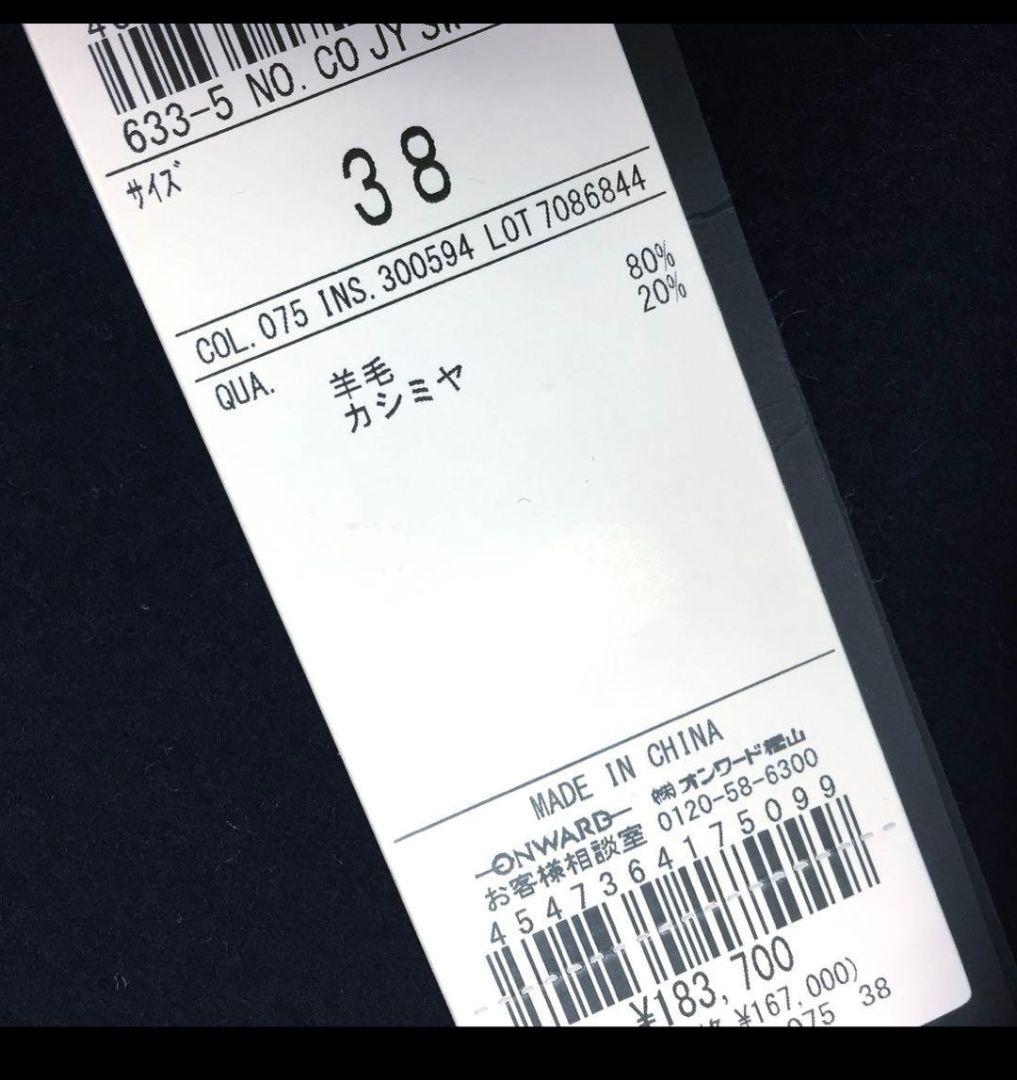 633-5 NO. CO JY
サイズ
38
COL. 075 INS. 300594 LOT 7086844
QUA. 羊毛 80%
カシミヤ 20%
MADE IN CHINA
ONWARD ㈱オンワード樫山
お客様相談室 0120-58-6300
4547364175099
¥183,700
¥167,000)
075 38